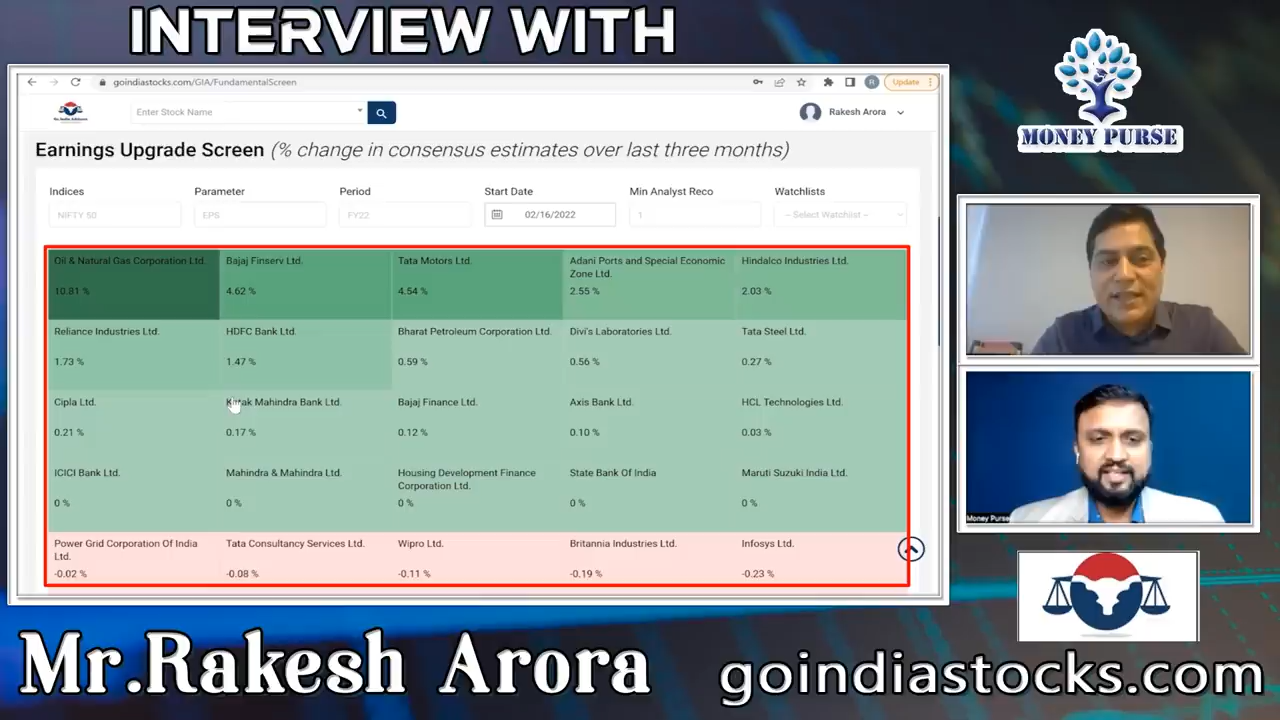 INTERVIEW WITH
goindiastocks.com/GIA/FundamentalScreen
Update
Go India Advisors
Enter Stock Name
Rakesh Arora
Earnings Upgrade Screen (% change in consensus estimates over last three months)
Indices Parameter Period Start Date Min Analyst Reco Watchlists
NIFTY 50 EPS FY22 02/16/2022 1 -- Select Watchlist --
Oil & Natural Gas Corporation Ltd. Bajaj Finserv Ltd. Tata Motors Ltd. Adani Ports and Special Economic Hindalco Industries Ltd.
Zone Ltd.
10.81 % 4.62 % 4.54 % 2.55 % 2.03 %
Reliance Industries Ltd. HDFC Bank Ltd. Bharat Petroleum Corporation Ltd. Divi's Laboratories Ltd. Tata Steel Ltd.
1.73 % 1.47 % 0.59 % 0.56 % 0.27 %
Cipla Ltd. Kotak Mahindra Bank Ltd. Bajaj Finance Ltd. Axis Bank Ltd. HCL Technologies Ltd.
0.21 % 0.17 % 0.12 % 0.10 % 0.03 %
ICICI Bank Ltd. Mahindra & Mahindra Ltd. Housing Development Finance State Bank Of India Maruti Suzuki India Ltd.
Corporation Ltd.
0 % 0 % 0 % 0 % 0 %
Power Grid Corporation Of India Tata Consultancy Services Ltd. Wipro Ltd. Britannia Industries Ltd. Infosys Ltd.
Ltd.
-0.02 % -0.08 % -0.11 % -0.19 % -0.23 %
MONEY PURSE
Money Purse
Mr.Rakesh Arora
goindiastocks.com